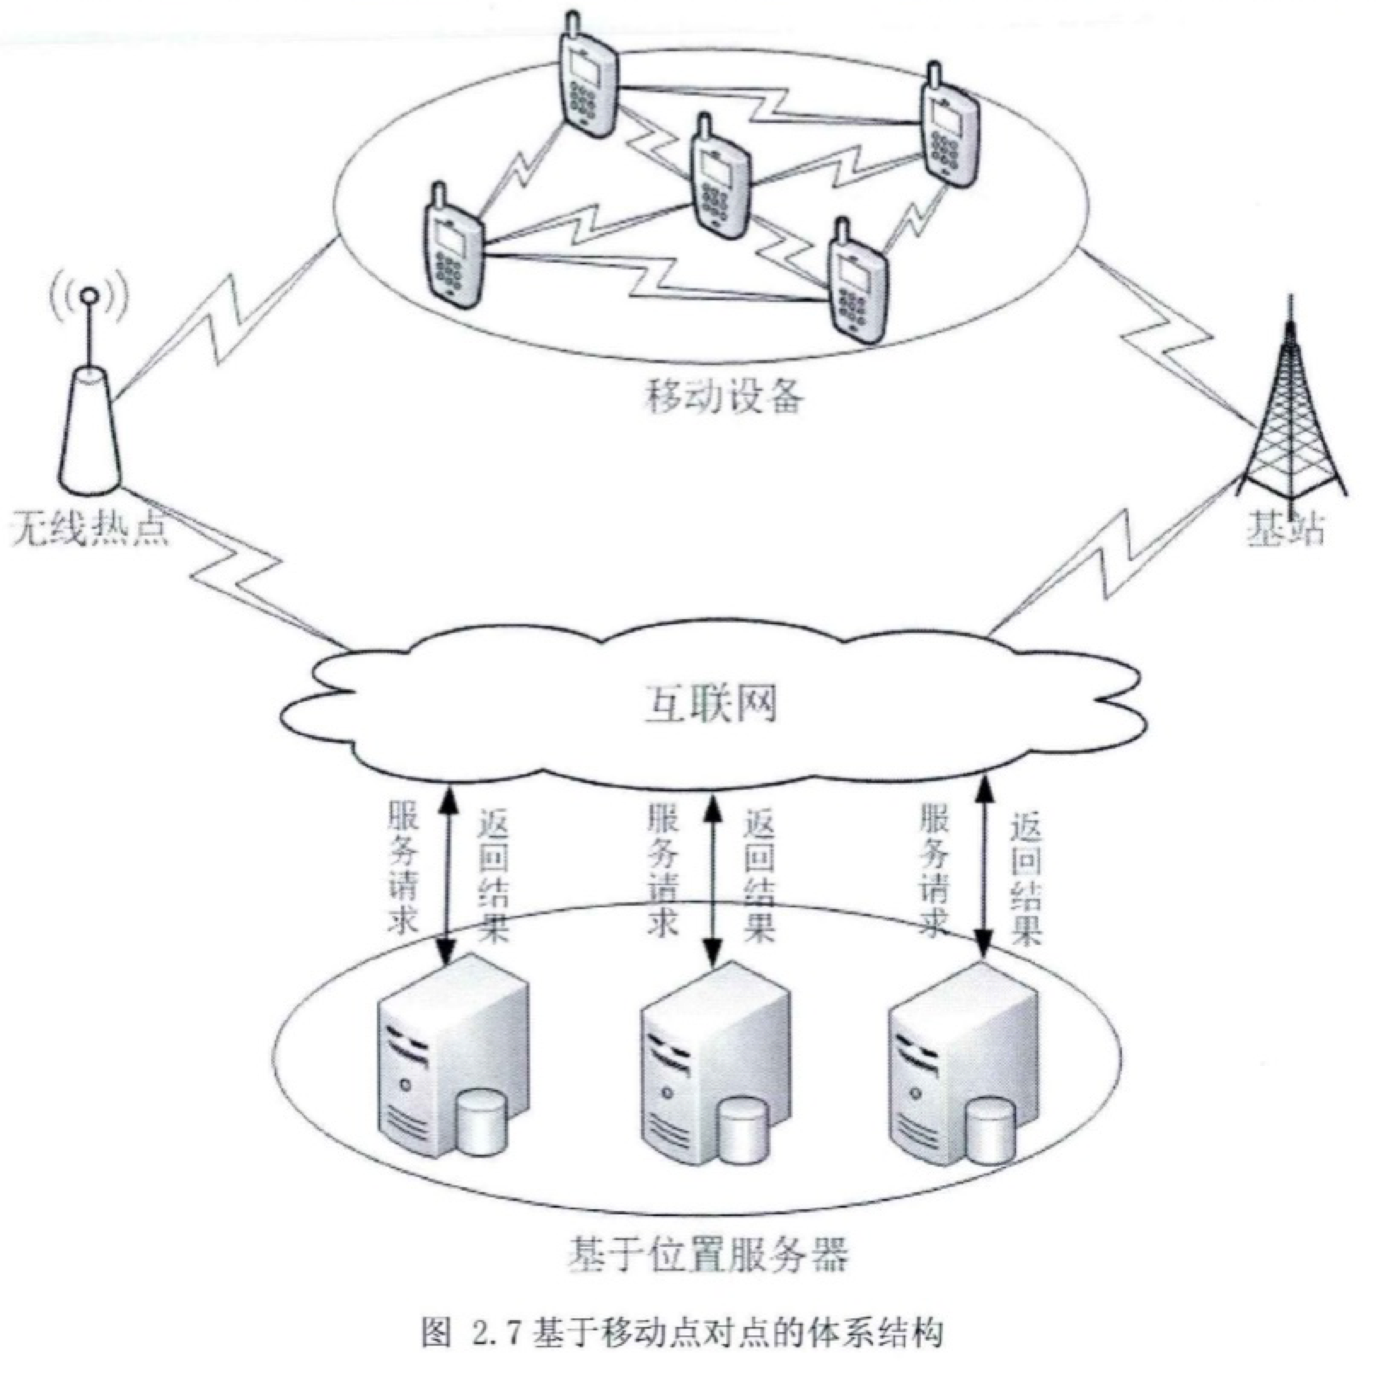 移动设备
无线热点
基站
互联网
服务请求
返回结果
服务请求
返回结果
服务请求
返回结果
基于位置服务器
图 2.7基于移动点对点的体系结构